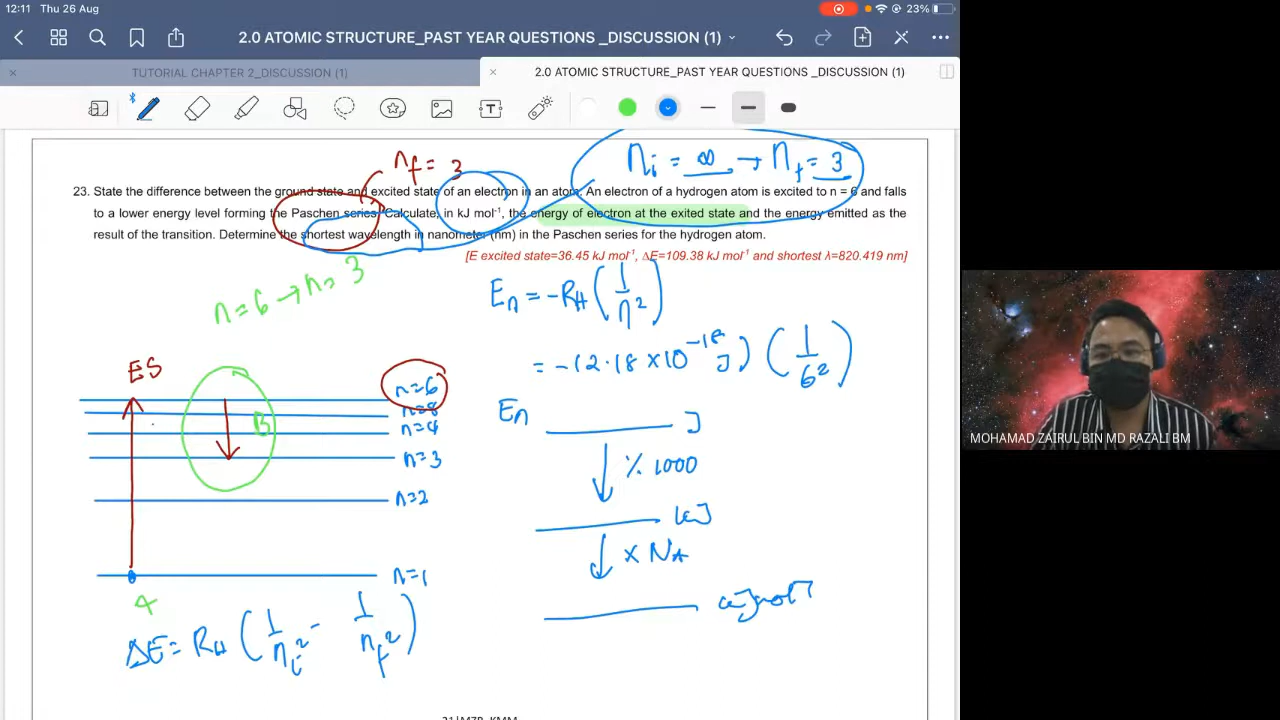 12:11 Thu 26 Aug
23%
2.0 ATOMIC STRUCTURE_PAST YEAR QUESTIONS _DISCUSSION (1)
TUTORIAL CHAPTER 2_DISCUSSION (1)
2.0 ATOMIC STRUCTURE_PAST YEAR QUESTIONS _DISCUSSION (1)
nf = 3
ni = ∞ → nf = 3
23. State the difference between the ground state and excited state of an electron in an atom. An electron of a hydrogen atom is excited to n = 6 and falls
to a lower energy level forming the Paschen series. Calculate, in kJ mol-1, the energy of electron at the exited state and the energy emitted as the
result of the transition. Determine the shortest wavelength in nanometer (nm) in the Paschen series for the hydrogen atom.
[E excited state=36.45 kJ mol-1, ΔE=109.38 kJ mol-1 and shortest λ=820.419 nm]
n=6 → n=3
En = -RH (1/n²)
= -(2.18 x10-18 J) (1/6²)
ES
n=6
n=4
n=3
n=2
n=1
B
A
En J
% 1000
kJ
x NA
kJmol-1
ΔE = RH (1/ni² - 1/nf²)
MOHAMAD ZAIRUL BIN MD RAZALI BM